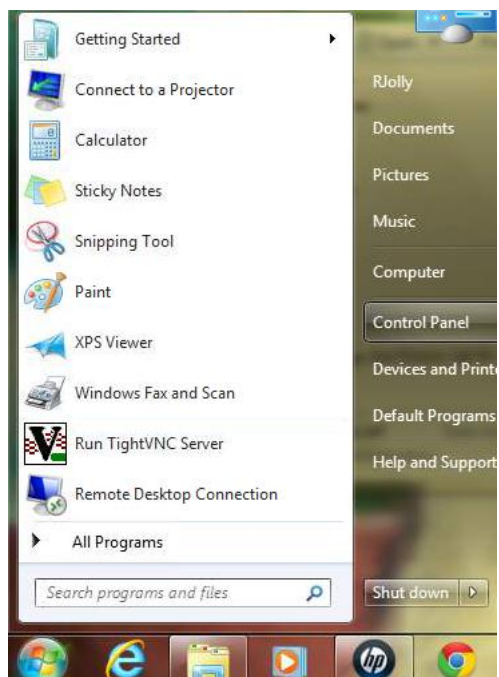 Getting Started
Connect to a Projector
Calculator
Sticky Notes
Snipping Tool
Paint
XPS Viewer
Windows Fax and Scan
Run TightVNC Server
Remote Desktop Connection
All Programs
Search programs and files
RJolly
Documents
Pictures
Music
Computer
Control Panel
Devices and Printe
Default Programs
Help and Support
Shut down
hp